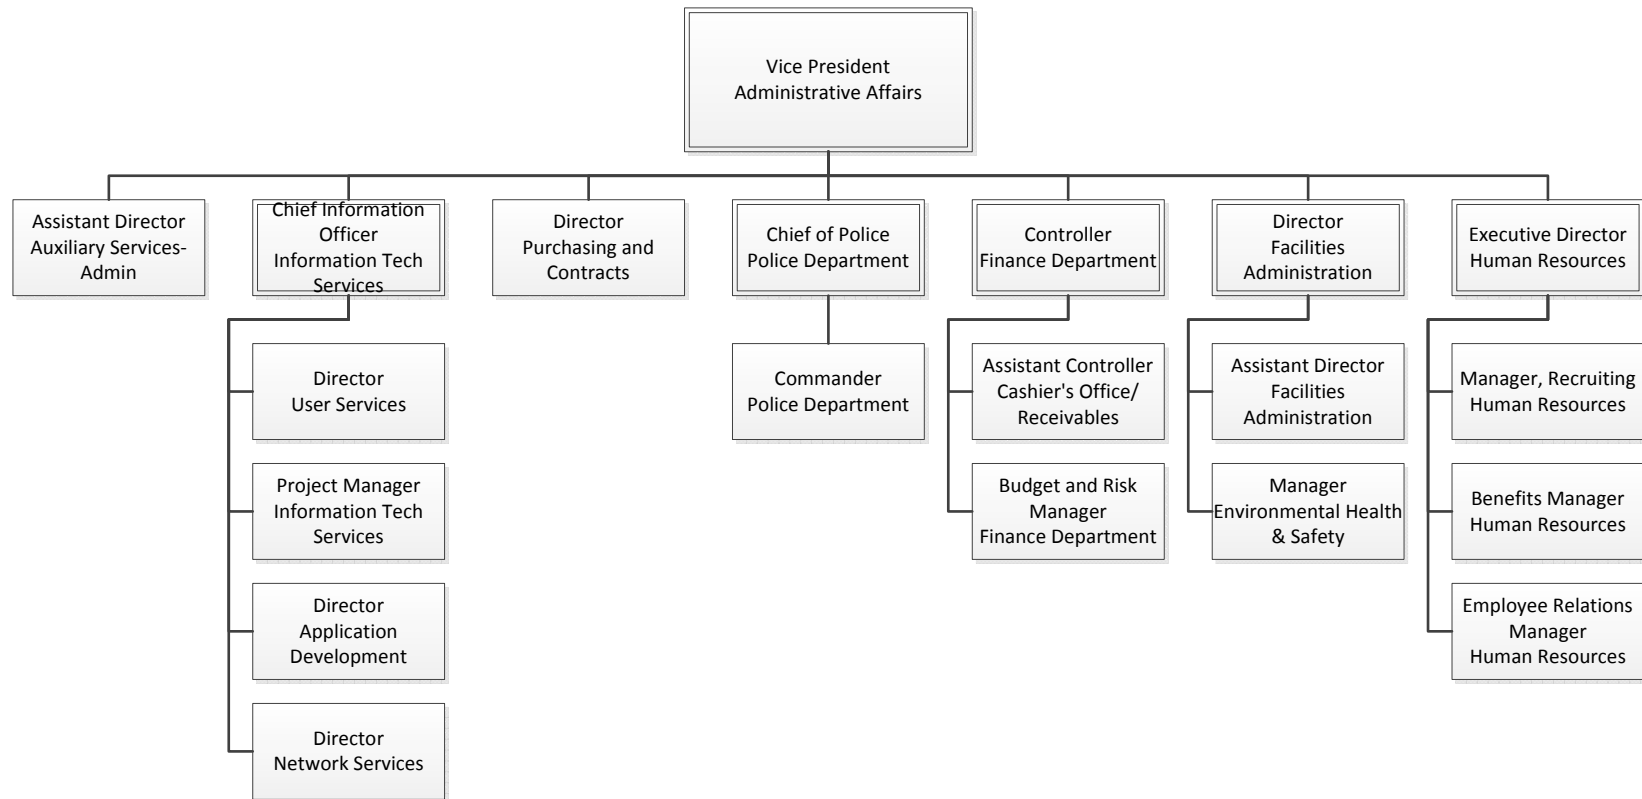 Vice President
Administrative Affairs
Assistant Director
Auxiliary Services-
Admin
Chief Information
Officer
Information Tech
Services
Director
Purchasing and
Contracts
Chief of Police
Police Department
Controller
Finance Department
Director
Facilities
Administration
Executive Director
Human Resources
Director
User Services
Project Manager
Information Tech
Services
Director
Application
Development
Director
Network Services
Commander
Police Department
Assistant Controller
Cashier's Office/
Receivables
Budget and Risk
Manager
Finance Department
Assistant Director
Facilities
Administration
Manager
Environmental Health
& Safety
Manager, Recruiting
Human Resources
Benefits Manager
Human Resources
Employee Relations
Manager
Human Resources